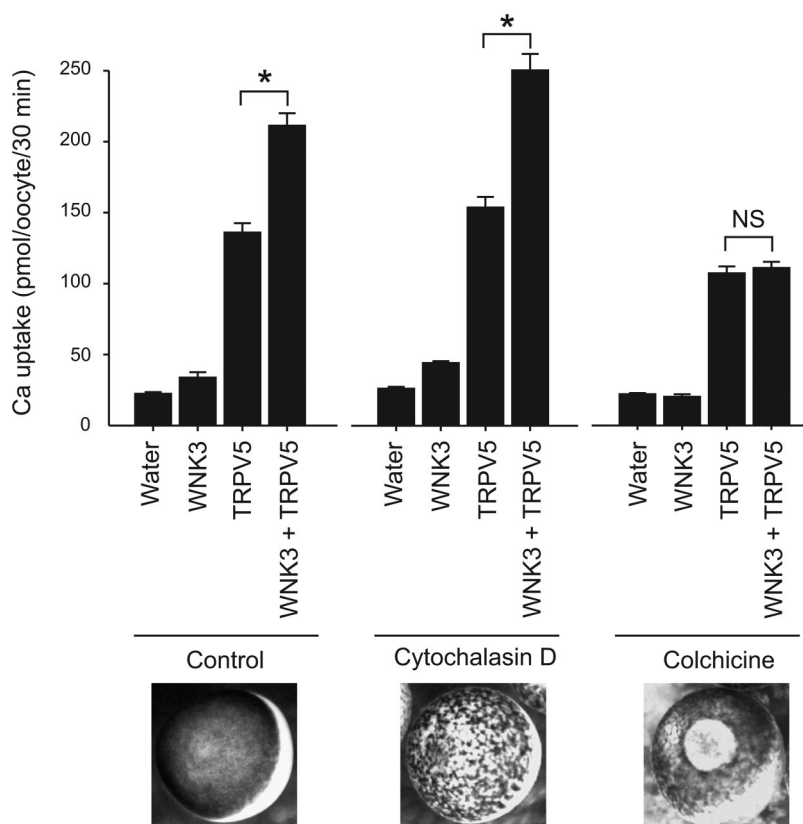 Ca uptake (pmol/oocyte/30 min)
250
200
150
100
50
0
*
*
NS
Water
WNK3
TRPV5
WNK3 + TRPV5
Water
WNK3
TRPV5
WNK3 + TRPV5
Water
WNK3
TRPV5
WNK3 + TRPV5
Control
Cytochalasin D
Colchicine